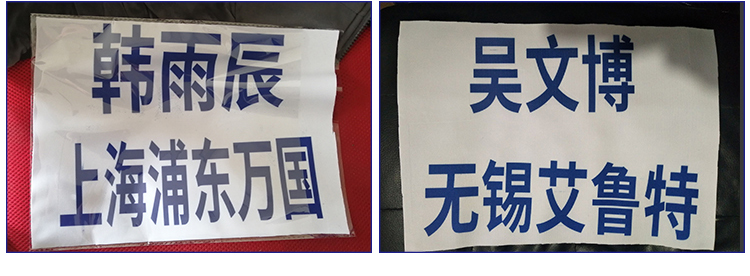 韩雨辰
上海浦东万国
吴文博
无锡艾鲁特